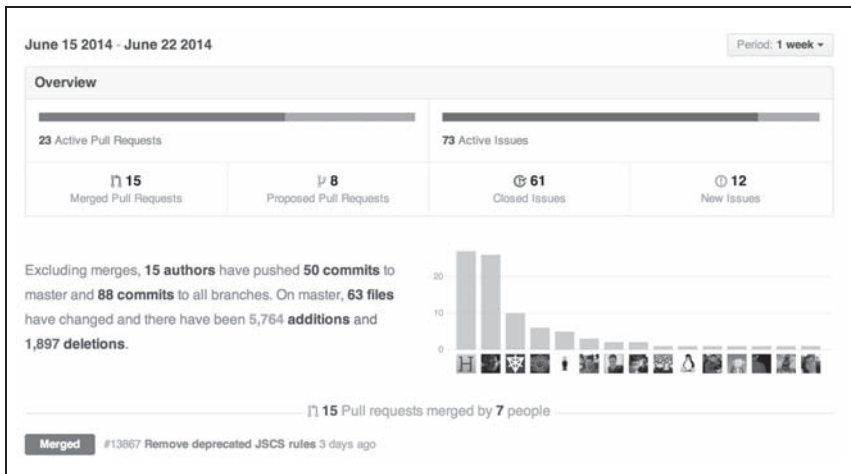 June 15 2014 - June 22 2014
Period: 1 week
Overview
23 Active Pull Requests
73 Active Issues
15
Merged Pull Requests
8
Proposed Pull Requests
61
Closed Issues
12
New Issues
Excluding merges, 15 authors have pushed 50 commits to
master and 88 commits to all branches. On master, 63 files
have changed and there have been 5,764 additions and
1,897 deletions.
20
10
0
H
15 Pull requests merged by 7 people
Merged #13867 Remove deprecated JSCS rules 3 days ago